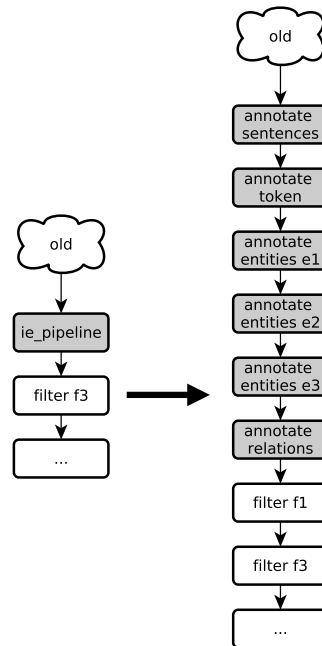 old
ie_pipeline
filter f3
...
old
annotate
sentences
annotate
token
annotate
entities e1
annotate
entities e2
annotate
entities e3
annotate
relations
filter f1
filter f3
...